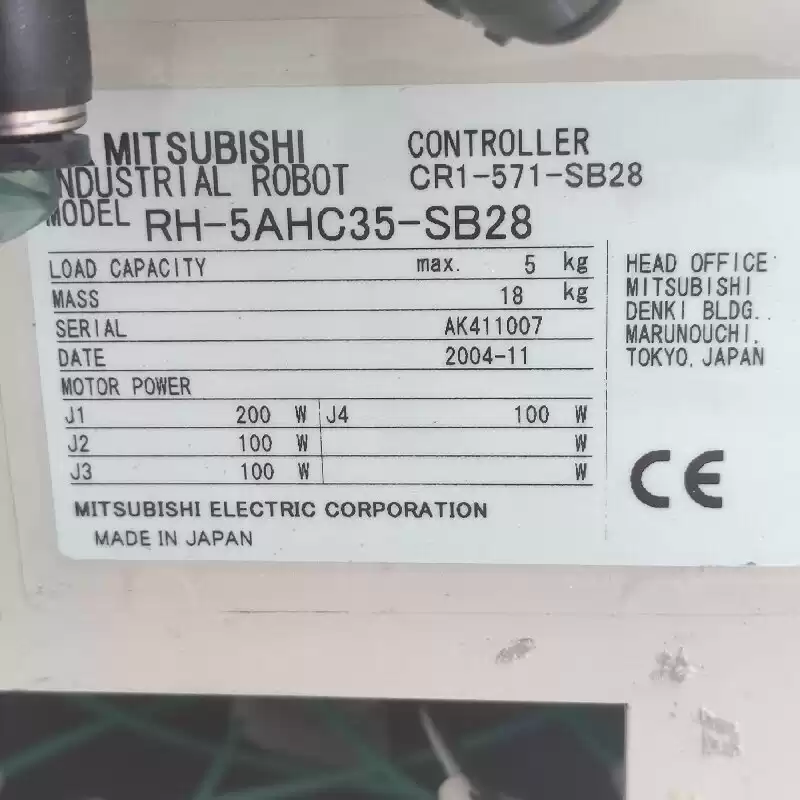 MITSUBISHI
INDUSTRIAL ROBOT
CONTROLLER
CR1-571-SB28
MODEL RH-5AHC35-SB28
LOAD CAPACITY max. 5 kg
MASS 18 kg
SERIAL AK411007
DATE 2004-11
MOTOR POWER
J1 200 W J4 100 W
J2 100 W W
J3 100 W W
HEAD OFFICE
MITSUBISHI
DENKI BLDG.,
MARUNOUCHI,
TOKYO, JAPAN
CE
MITSUBISHI ELECTRIC CORPORATION
MADE IN JAPAN